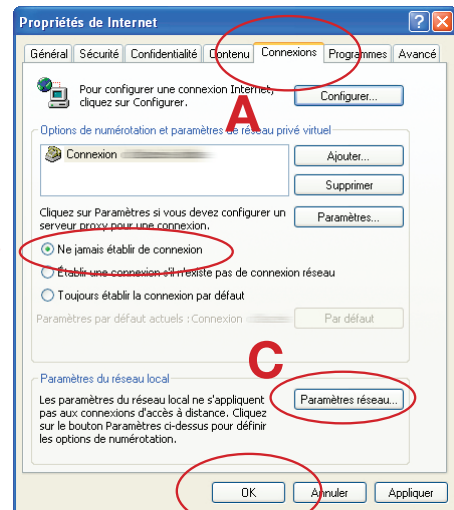 Propriétés de Internet
Général Sécurité Confidentialité Contenu Connexions Programmes Avancé
Pour configurer une connexion Internet,
cliquez sur Configurer.
Configurer...
A
Options de numérotation et paramètres de réseau privé virtuel
Connexion
Ajouter...
Supprimer
Cliquez sur Paramètres si vous devez configurer un
serveur proxy pour une connexion.
Paramètres...
Ne jamais établir de connexion
Établir une connexion s'il n'existe pas de connexion réseau
Toujours établir la connexion par défaut
Paramètres par défaut actuels : Connexion
Par défaut
C
Paramètres du réseau local
Les paramètres du réseau local ne s'appliquent
pas aux connexions d'accès à distance. Cliquez
sur le bouton Paramètres ci-dessus pour définir
les options de numérotation.
Paramètres réseau...
OK Annuler Appliquer